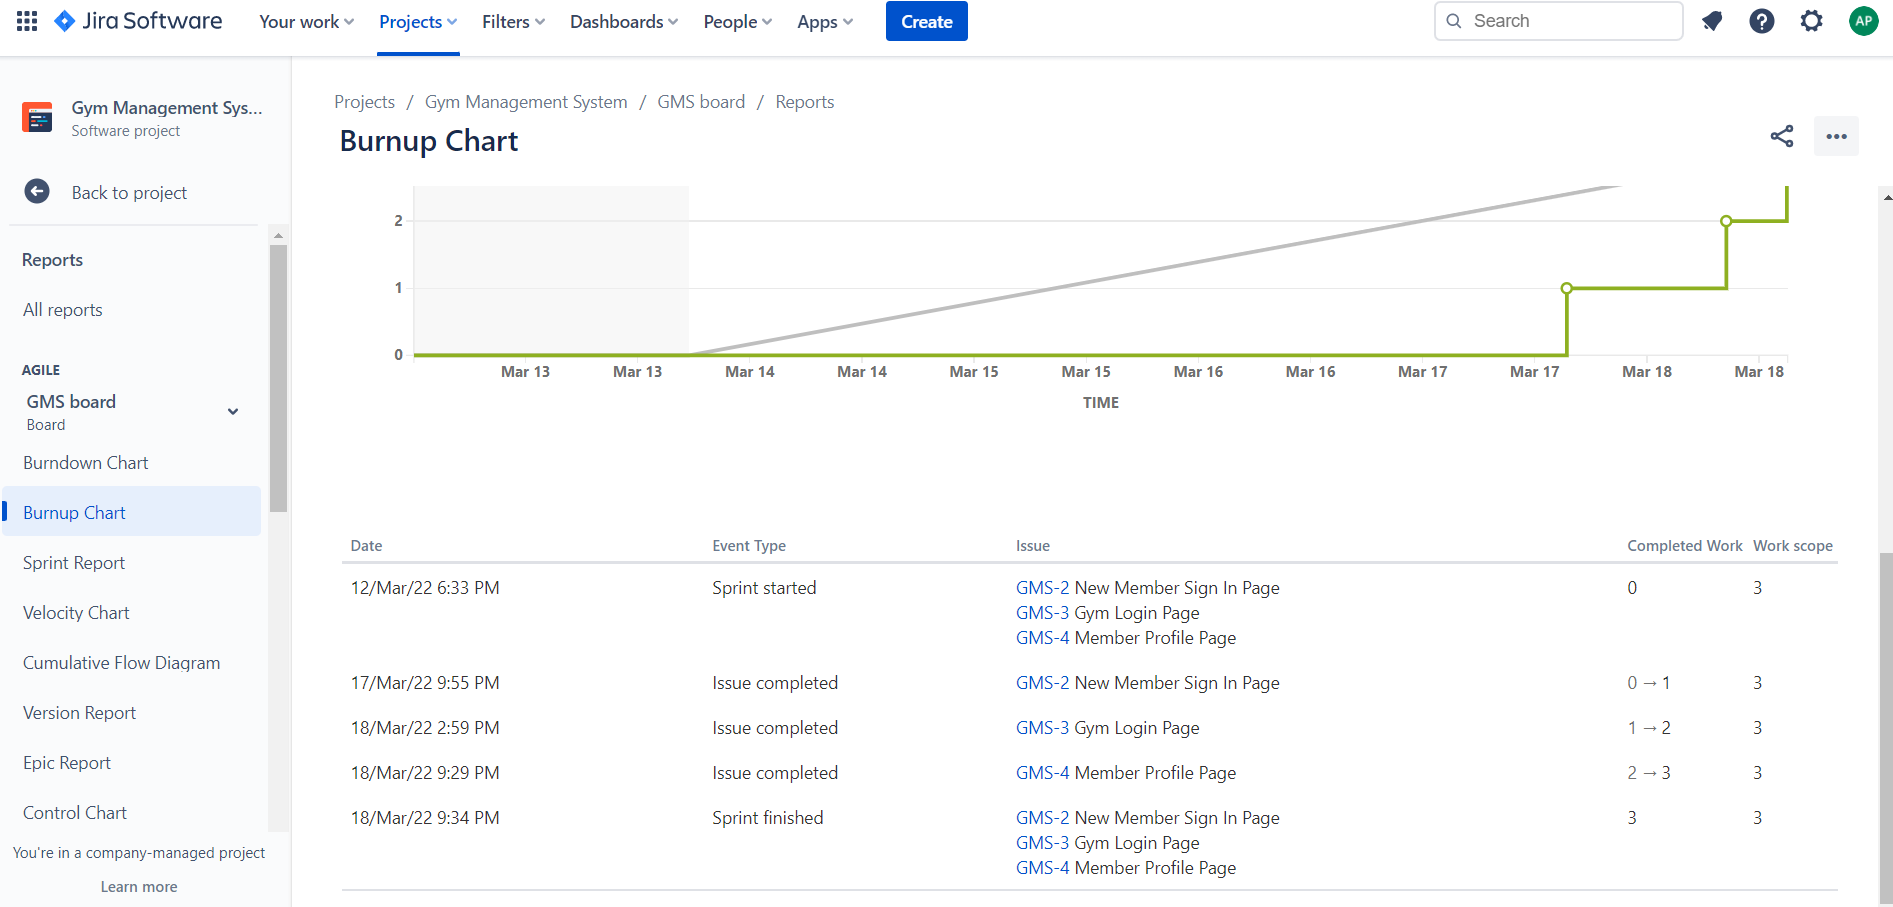 Jira Software Your work Projects Filters Dashboards People Apps Create Search AP
Gym Management Sys...
Software project
Back to project
Reports
All reports
AGILE
GMS board
Board
Burndown Chart
Burnup Chart
Sprint Report
Velocity Chart
Cumulative Flow Diagram
Version Report
Epic Report
Control Chart
You're in a company-managed project
Learn more
Projects / Gym Management System / GMS board / Reports
Burnup Chart
2
1
0
Mar 13 Mar 13 Mar 14 Mar 14 Mar 15 Mar 15 Mar 16 Mar 16 Mar 17 Mar 17 Mar 18 Mar 18
TIME
Date Event Type Issue Completed Work Work scope
12/Mar/22 6:33 PM Sprint started GMS-2 New Member Sign In Page 0 3
GMS-3 Gym Login Page
GMS-4 Member Profile Page
17/Mar/22 9:55 PM Issue completed GMS-2 New Member Sign In Page 0 → 1 3
18/Mar/22 2:59 PM Issue completed GMS-3 Gym Login Page 1 → 2 3
18/Mar/22 9:29 PM Issue completed GMS-4 Member Profile Page 2 → 3 3
18/Mar/22 9:34 PM Sprint finished GMS-2 New Member Sign In Page 3 3
GMS-3 Gym Login Page
GMS-4 Member Profile Page